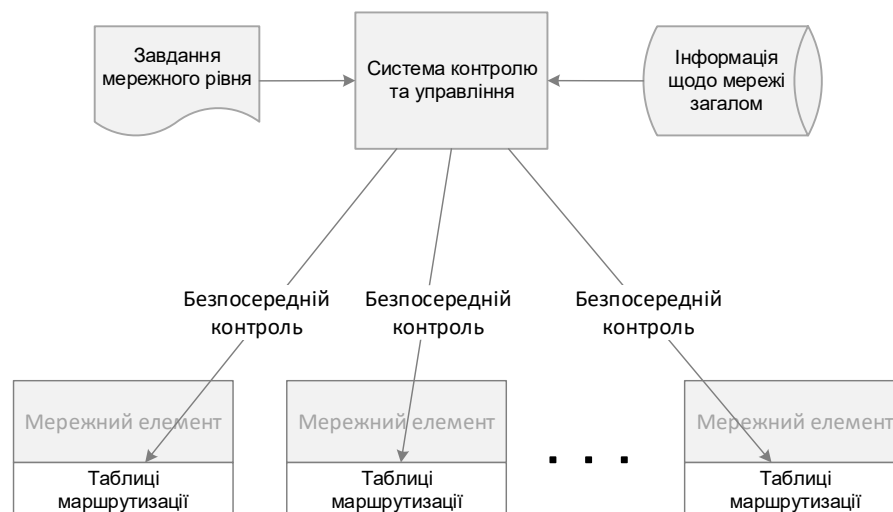 Завдання
мережного рівня
Система контролю
та управління
Інформація
щодо мережі
загалом
Безпосередній
контроль
Безпосередній
контроль
Безпосередній
контроль
Мережний елемент
Таблиці
маршрутизації
Мережний елемент
Таблиці
маршрутизації
. . .
Мережний елемент
Таблиці
маршрутизації